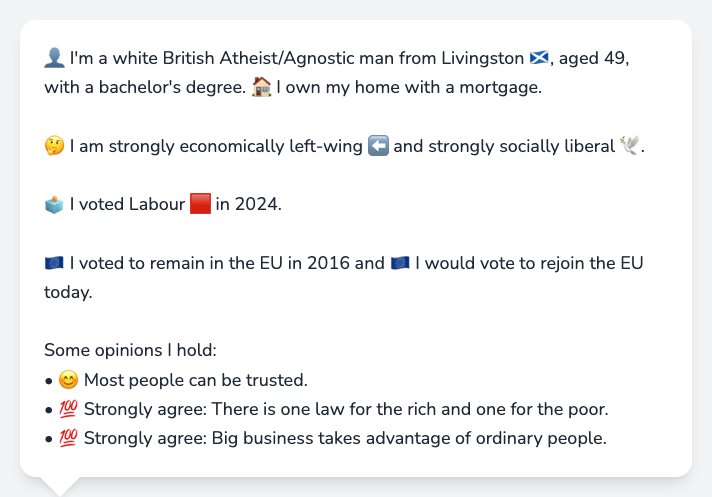 👤 I'm a white British Atheist/Agnostic man from Livingston 🏴󠁧󠁢󠁳󠁣󠁴󠁿, aged 49,
with a bachelor's degree. 🏠 I own my home with a mortgage.
🤔 I am strongly economically left-wing ⬅️ and strongly socially liberal 🕊️.
🗳️ I voted Labour 🟥 in 2024.
🇪🇺 I voted to remain in the EU in 2016 and 🇪🇺 I would vote to rejoin the EU
today.
Some opinions I hold:
• 😊 Most people can be trusted.
• 💯 Strongly agree: There is one law for the rich and one for the poor.
• 💯 Strongly agree: Big business takes advantage of ordinary people.